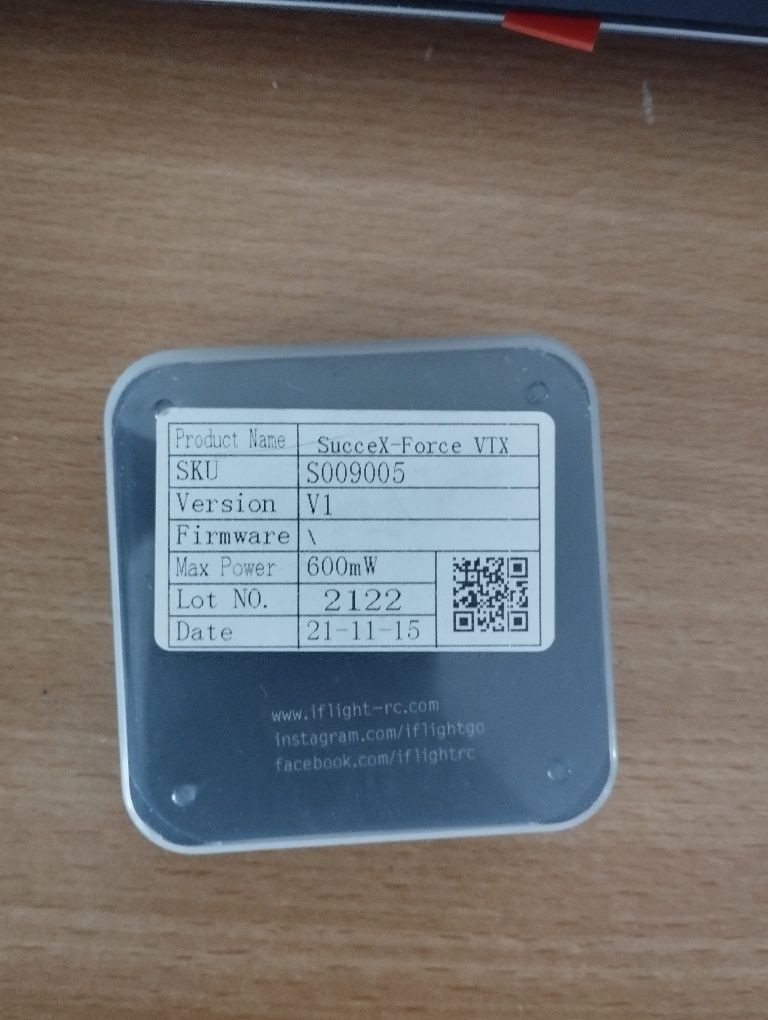 Product Name SucceX-Force VTX
SKU S009005
Version V1
Firmware \
Max Power 600mW
Lot NO. 2122
Date 21-11-15
www.iflight-rc.com
instagram.com/iflightgo
facebook.com/iflightrc